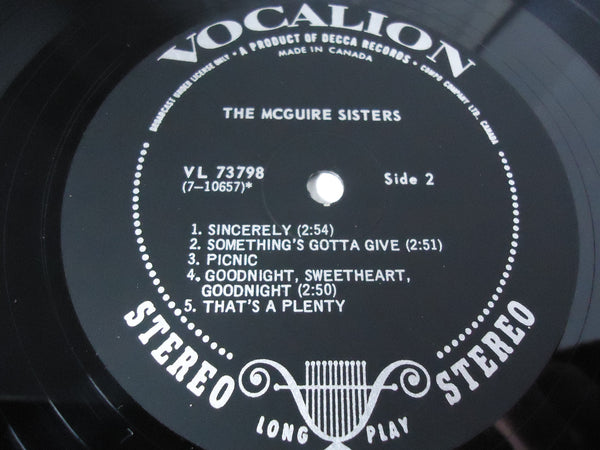 VOCALION
• A PRODUCT OF DECCA RECORDS •
BROADCAST UNDER LICENSE ONLY • MADE IN CANADA • COMPO COMPANY LTD. CANADA
THE MCGUIRE SISTERS
VL 73798
Side 2
(7-10657)*
1. SINCERELY (2:54)
2. SOMETHING'S GOTTA GIVE (2:51)
3. PICNIC
4. GOODNIGHT, SWEETHEART,
GOODNIGHT (2:50)
5. THAT'S A PLENTY
STEREO
STEREO
LONG PLAY